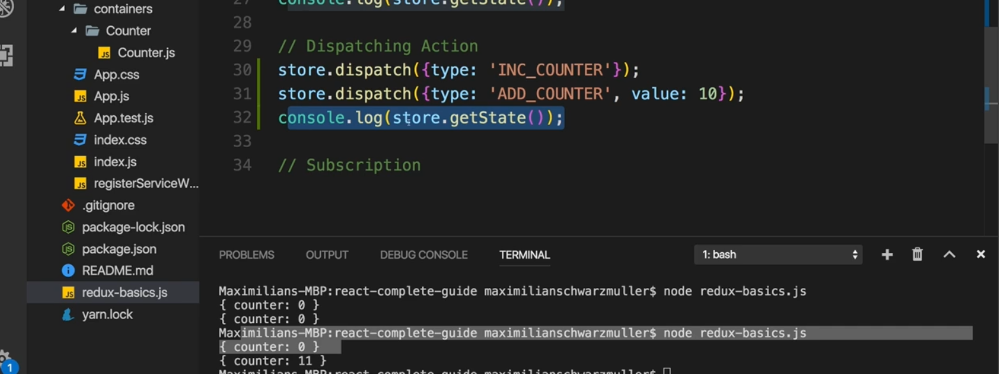 containers
Counter
Counter.js
App.css
App.js
App.test.js
index.css
index.js
registerServiceW...
.gitignore
package-lock.json
package.json
README.md
redux-basics.js
yarn.lock
1
27 console.log(store.getState());
28
29 // Dispatching Action
30 store.dispatch({type: 'INC_COUNTER'});
31 store.dispatch({type: 'ADD_COUNTER', value: 10});
32 console.log(store.getState());
33
34 // Subscription
PROBLEMS OUTPUT DEBUG CONSOLE TERMINAL 1: bash
Maximilians-MBP:react-complete-guide maximilianschwarzmuller$ node redux-basics.js
{ counter: 0 }
{ counter: 0 }
Maximilians-MBP:react-complete-guide maximilianschwarzmuller$ node redux-basics.js
{ counter: 0 }
{ counter: 11 }
Maximilians-MBP:react-complete-guide maximilianschwarzmuller$